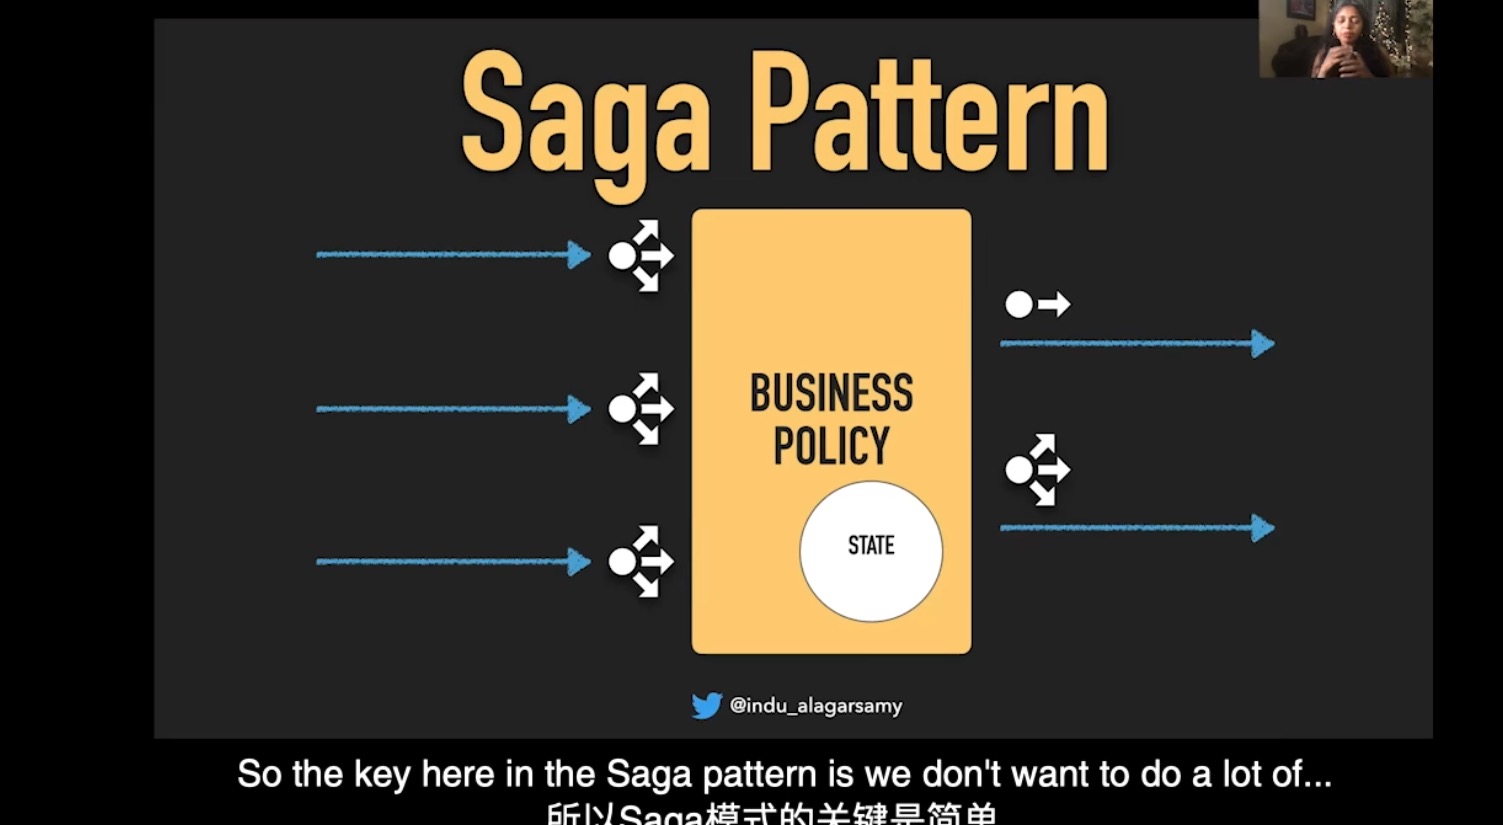 Saga Pattern
BUSINESS
POLICY
STATE
@indu_alagarsamy
So the key here in the Saga pattern is we don't want to do a lot of...
所以Saga模式的关键是简单